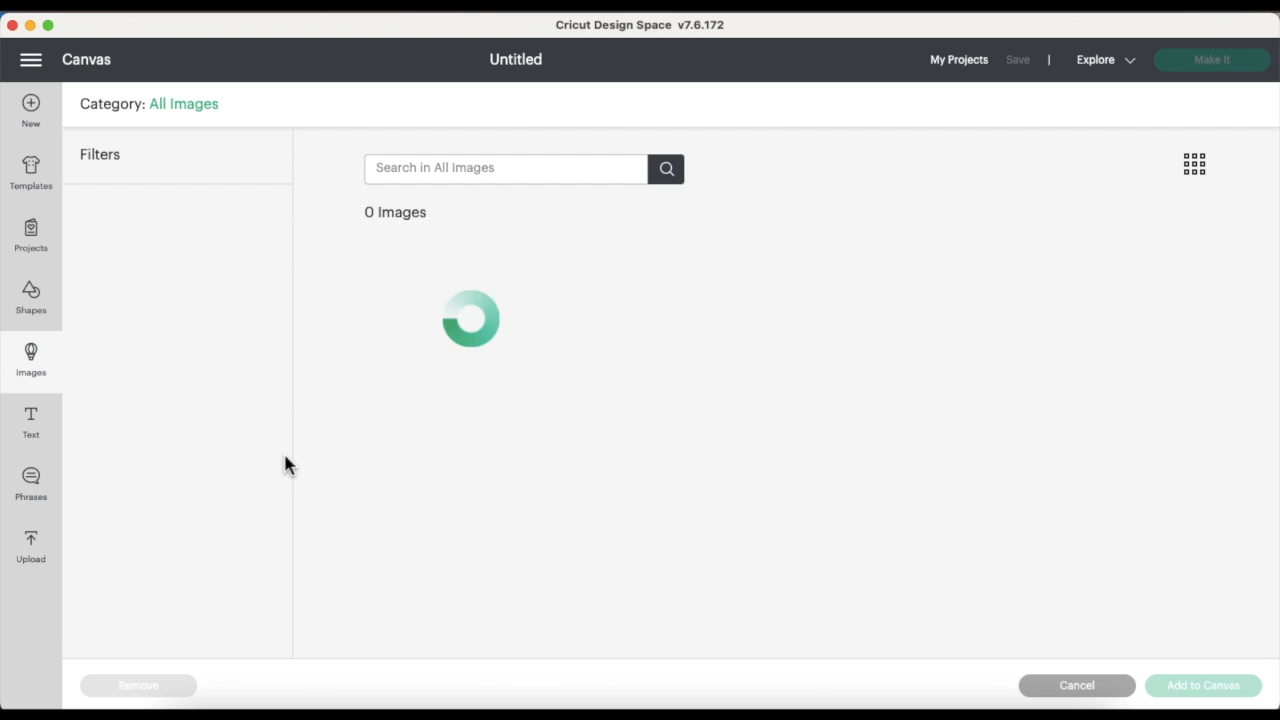 Cricut Design Space v7.6.172
Canvas
Untitled
My Projects Save | Explore Make It
New
Templates
Projects
Shapes
Images
Text
Phrases
Upload
Category: All Images
Filters
Search in All Images
0 Images
Remove
Cancel Add to Canvas